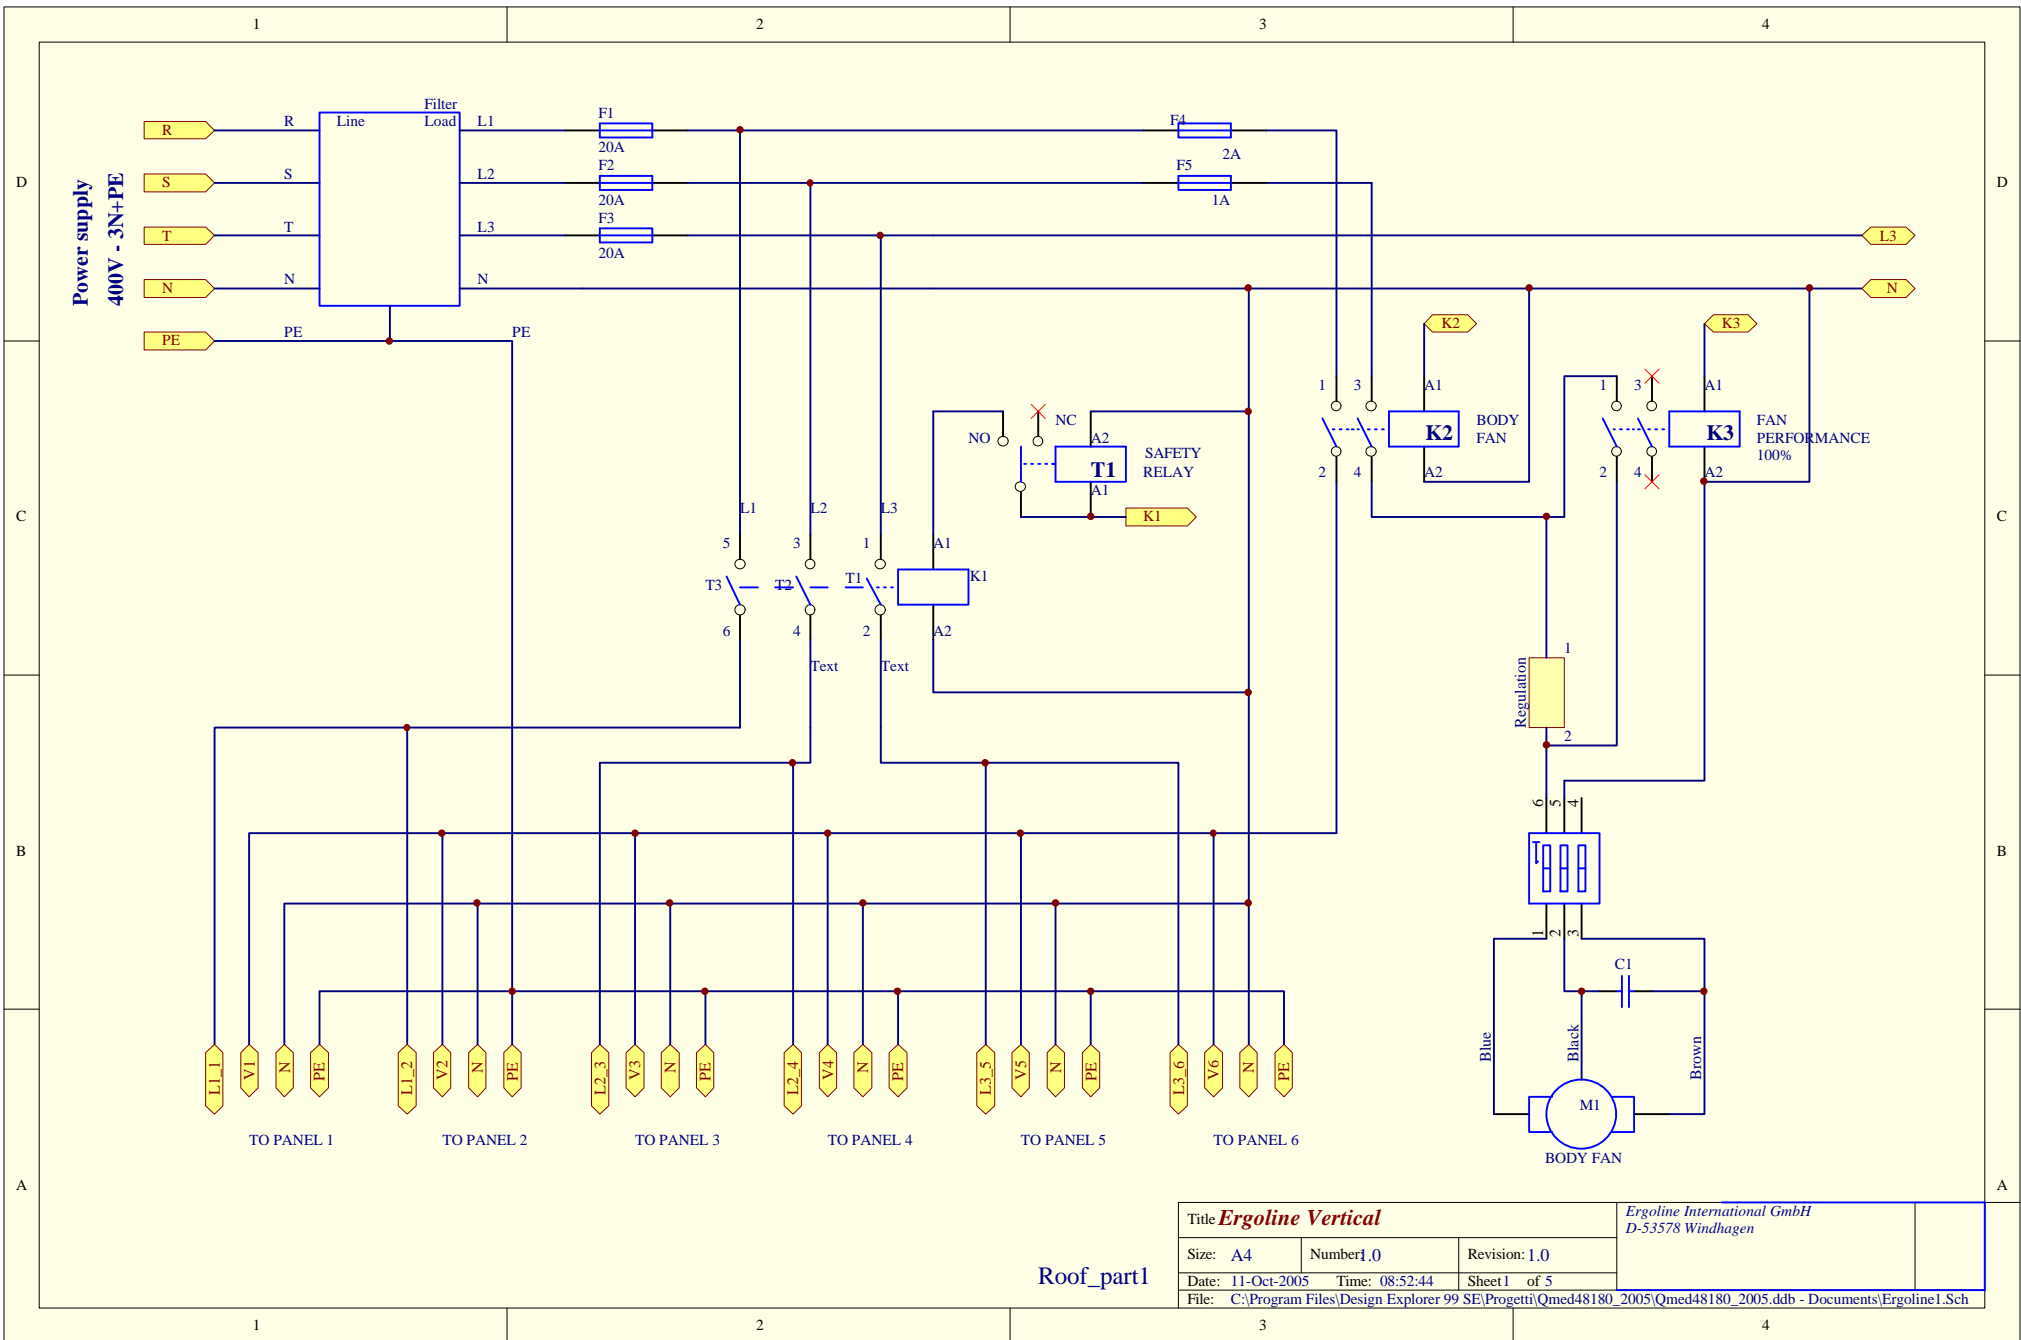 1 2 3 4
D
Power supply
400V - 3N+PE
R R
S S
T T
N N
PE PE PE
Filter
Line Load
L1
L2
L3
N
F1
20A
F2
20A
F3
20A
F4
2A
F5
1A
L3
N
D
K2
K3
1 3 A1
BODY
FAN
K2
2 4 A2
1 3 A1
FAN
PERFORMANCE
100%
K3
2 4 A2
NO NC
A2
T1
A1
SAFETY
RELAY
K1
C
C
L1 L2 L3
5 3 1 A1
T3 T2 T1 K1
6 4 2 A2
Text Text
Regulation
1
2
B
B
6 5 4
1 2 3
C1
Blue
Black
Brown
M1
BODY FAN
L1_1 V1 N PE
L1_2 V2 N PE
L2_3 V3 N PE
L2_4 V4 N PE
L3_5 V5 N PE
L3_6 V6 N PE
TO PANEL 1
TO PANEL 2
TO PANEL 3
TO PANEL 4
TO PANEL 5
TO PANEL 6
A
A
Roof_part1
Title Ergoline Vertical
Ergoline International GmbH
D-53578 Windhagen
Size: A4 Number: 1.0 Revision: 1.0
Date: 11-Oct-2005 Time: 08:52:44 Sheet 1 of 5
File: C:\Program Files\Design Explorer 99 SE\Progetti\Qmed48180_2005\Qmed48180_2005.ddb - Documents\Ergoline1.Sch
1 2 3 4